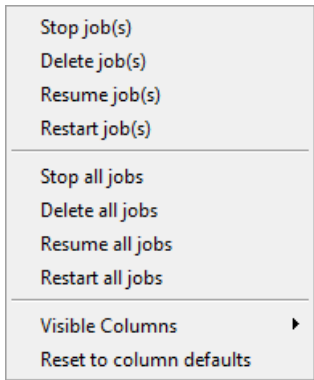 Stop job(s)
Delete job(s)
Resume job(s)
Restart job(s)
Stop all jobs
Delete all jobs
Resume all jobs
Restart all jobs
Visible Columns
Reset to column defaults